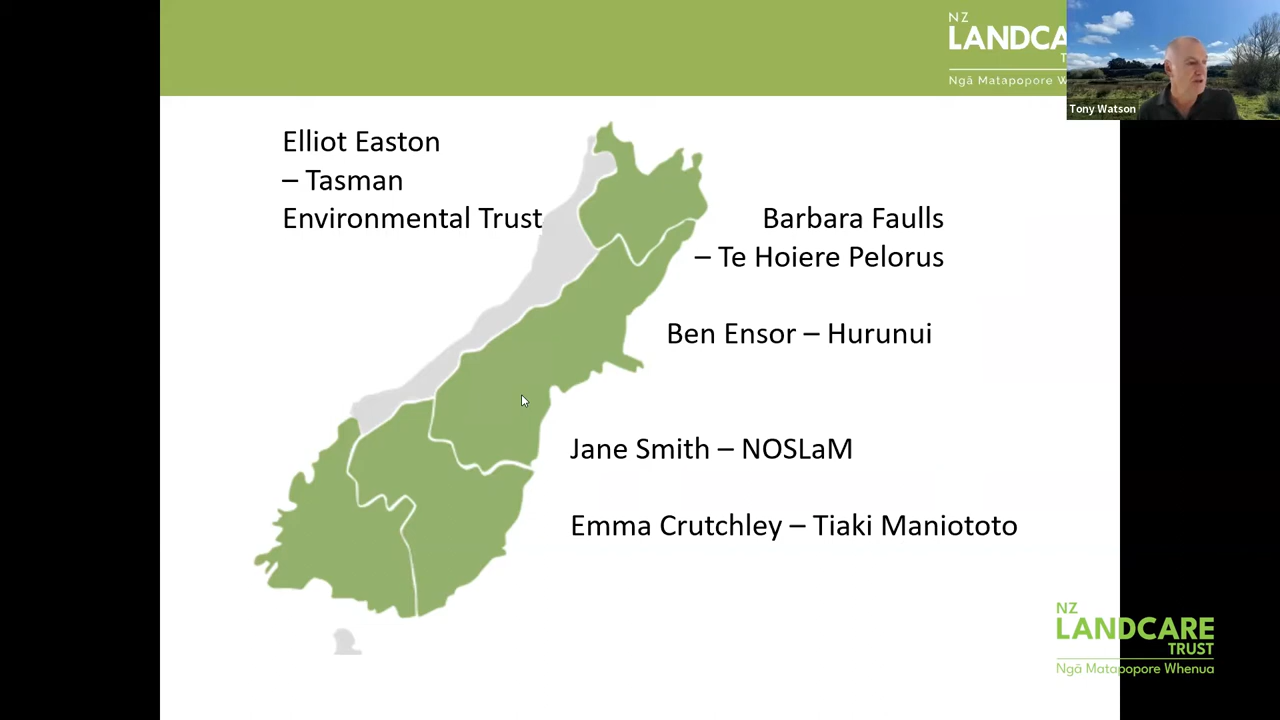 NZ
LANDCA
T
Ngā Matapopore W
Tony Watson
Elliot Easton
– Tasman
Environmental Trust
Barbara Faulls
– Te Hoiere Pelorus
Ben Ensor – Hurunui
Jane Smith – NOSLaM
Emma Crutchley – Tiaki Maniototo
NZ
LANDCARE
TRUST
Ngā Matapopore Whenua